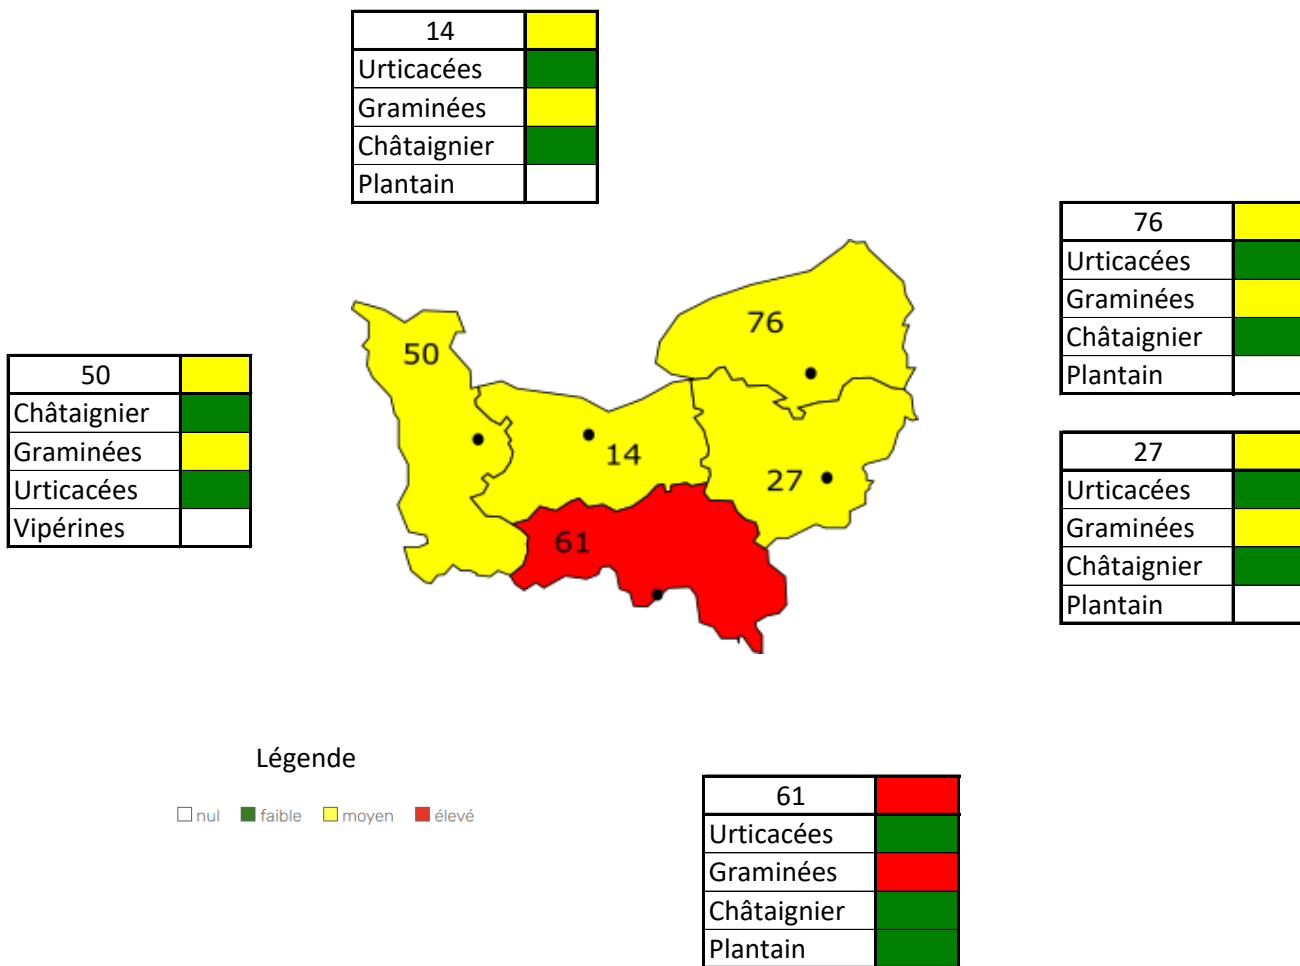 14
Urticacées
Graminées
Châtaignier
Plantain
76
Urticacées
Graminées
Châtaignier
Plantain
50
Châtaignier
Graminées
Urticacées
Vipérines
76
50
14
27
61
27
Urticacées
Graminées
Châtaignier
Plantain
Légende
nul faible moyen élevé
61
Urticacées
Graminées
Châtaignier
Plantain